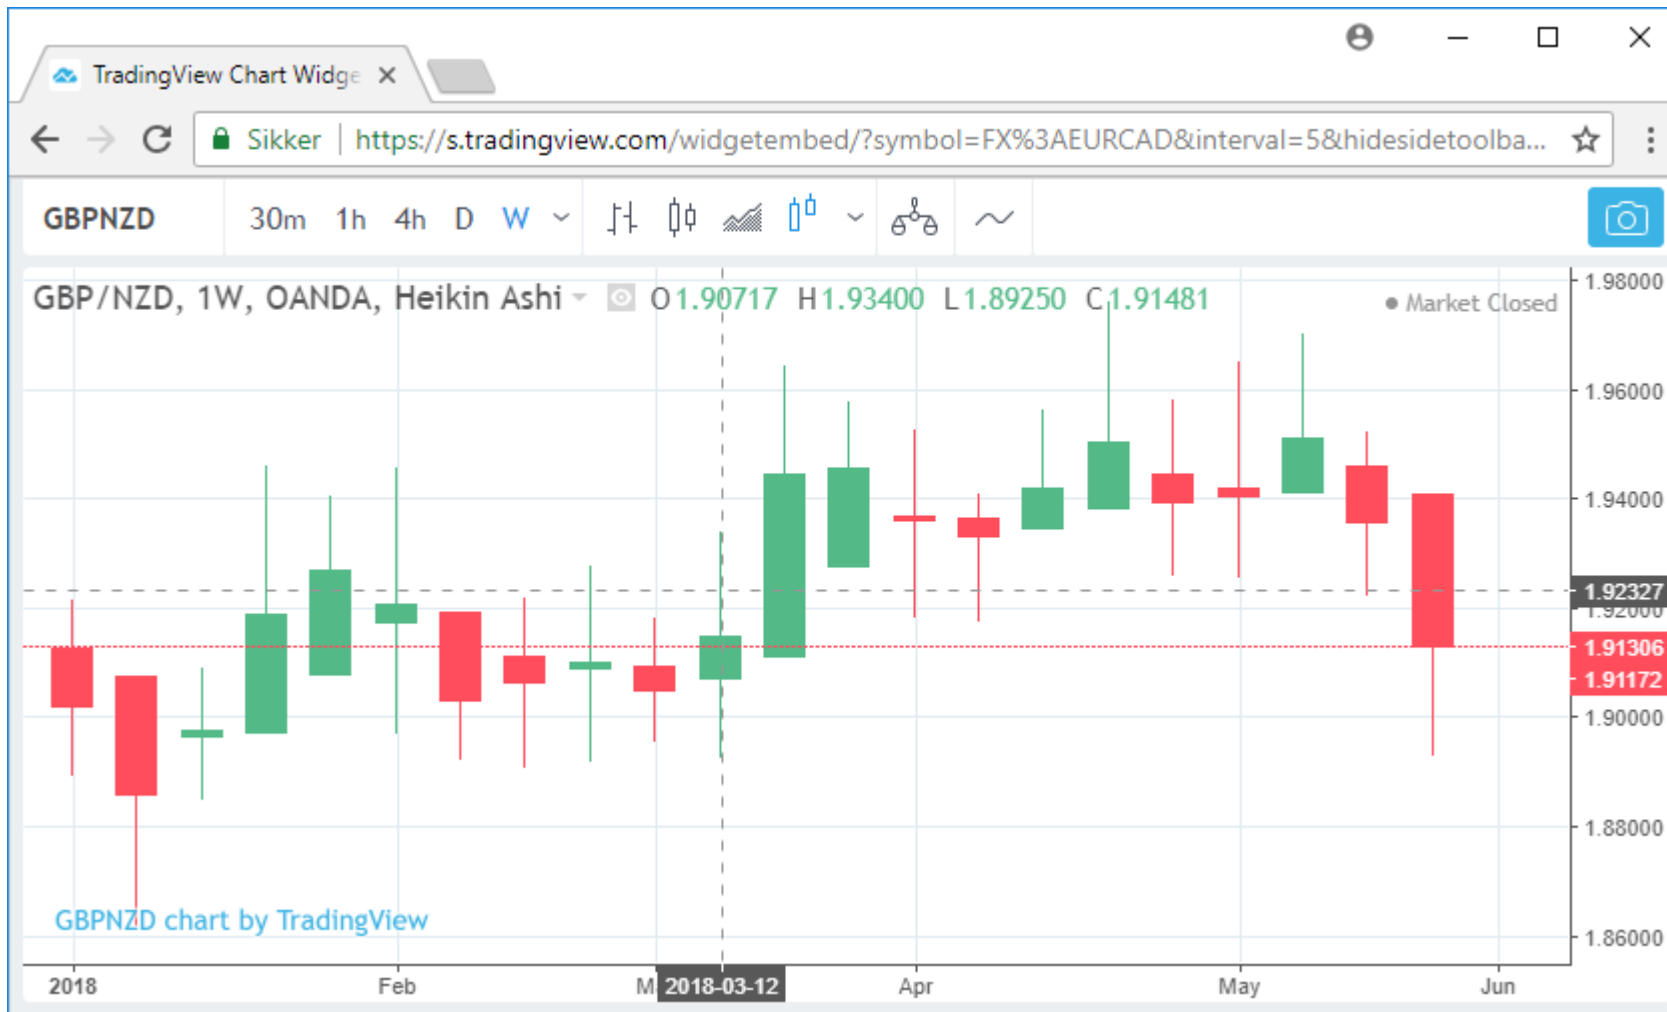 TradingView Chart Widge
Sikker https://s.tradingview.com/widgetembed/?symbol=FX%3AEURCAD&interval=5&hidesidetoolba...
GBPNZD 30m 1h 4h D W
GBP/NZD, 1W, OANDA, Heikin Ashi O1.90717 H1.93400 L1.89250 C1.91481 Market Closed
1.98000
1.96000
1.94000
1.92327
1.92000
1.91306
1.91172
1.90000
1.88000
1.86000
GBPNZD chart by TradingView
2018 Feb M 2018-03-12 Apr May Jun